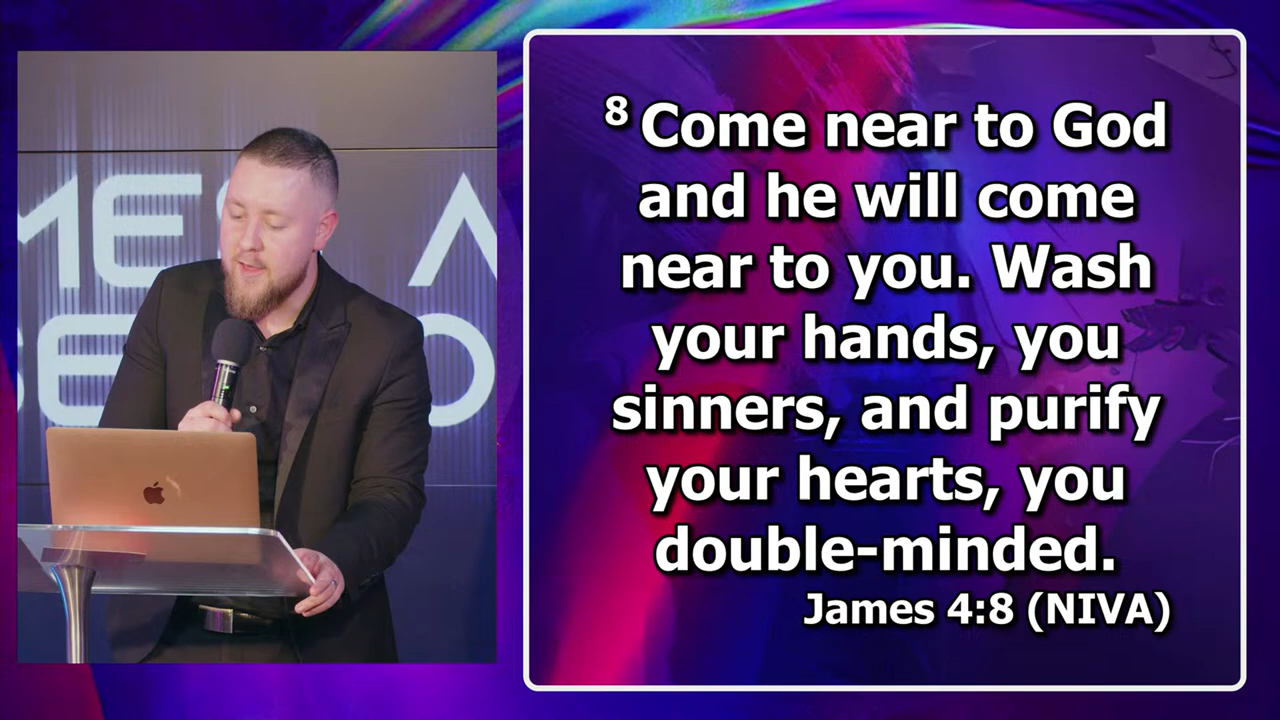 8 Come near to God
and he will come
near to you. Wash
your hands, you
sinners, and purify
your hearts, you
double-minded.
James 4:8 (NIVA)